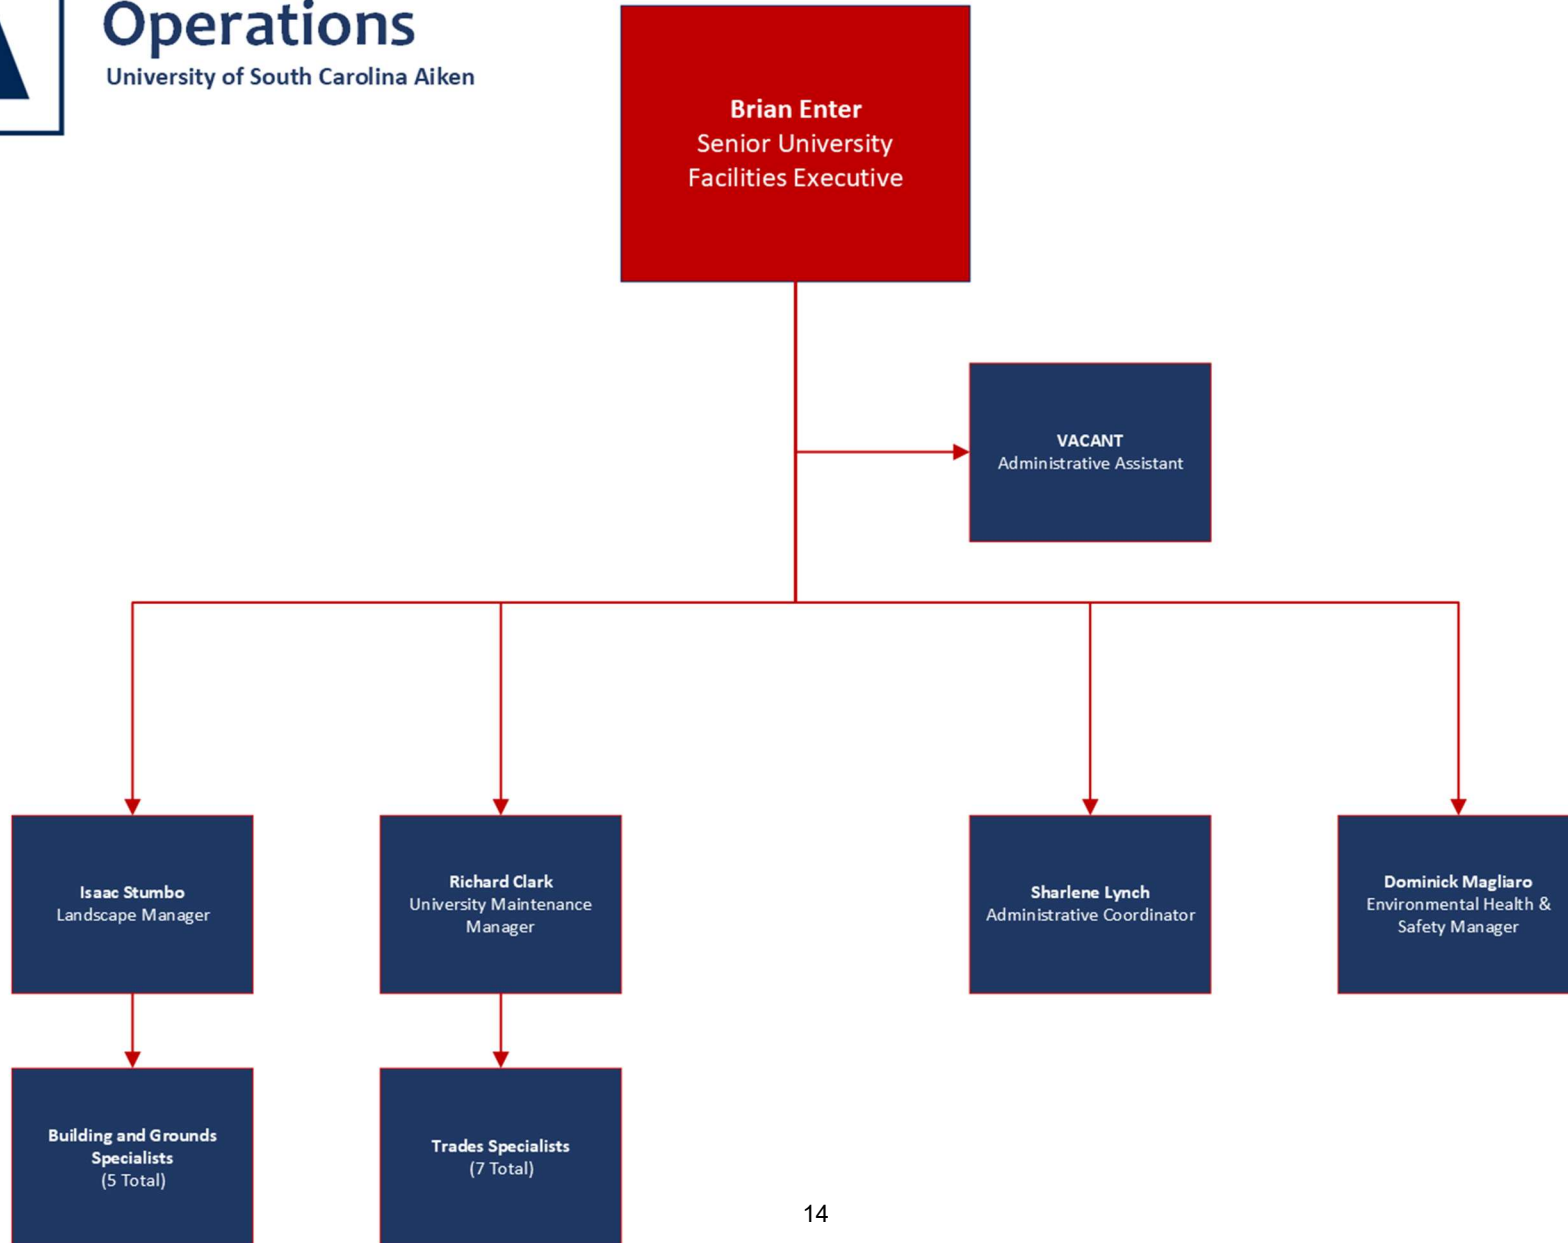 Operations
University of South Carolina Aiken
Brian Enter
Senior University
Facilities Executive
VACANT
Administrative Assistant
Isaac Stumbo
Landscape Manager
Richard Clark
University Maintenance
Manager
Sharlene Lynch
Administrative Coordinator
Dominick Magliaro
Environmental Health &
Safety Manager
Building and Grounds
Specialists
(5 Total)
Trades Specialists
(7 Total)
14